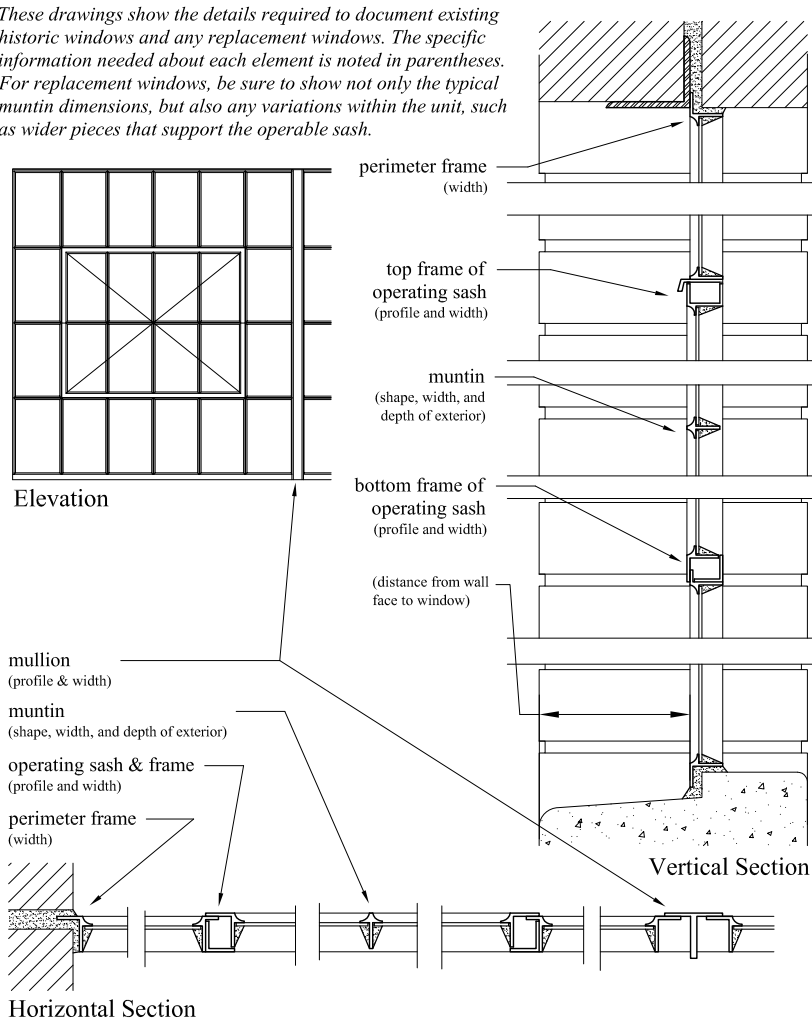 These drawings show the details required to document existing
historic windows and any replacement windows. The specific
information needed about each element is noted in parentheses.
For replacement windows, be sure to show not only the typical
muntin dimensions, but also any variations within the unit, such
as wider pieces that support the operable sash.
perimeter frame
(width)
top frame of
operating sash
(profile and width)
muntin
(shape, width, and
depth of exterior)
bottom frame of
operating sash
(profile and width)
(distance from wall
face to window)
Elevation
mullion
(profile & width)
muntin
(shape, width, and depth of exterior)
operating sash & frame
(profile and width)
perimeter frame
(width)
Vertical Section
Horizontal Section